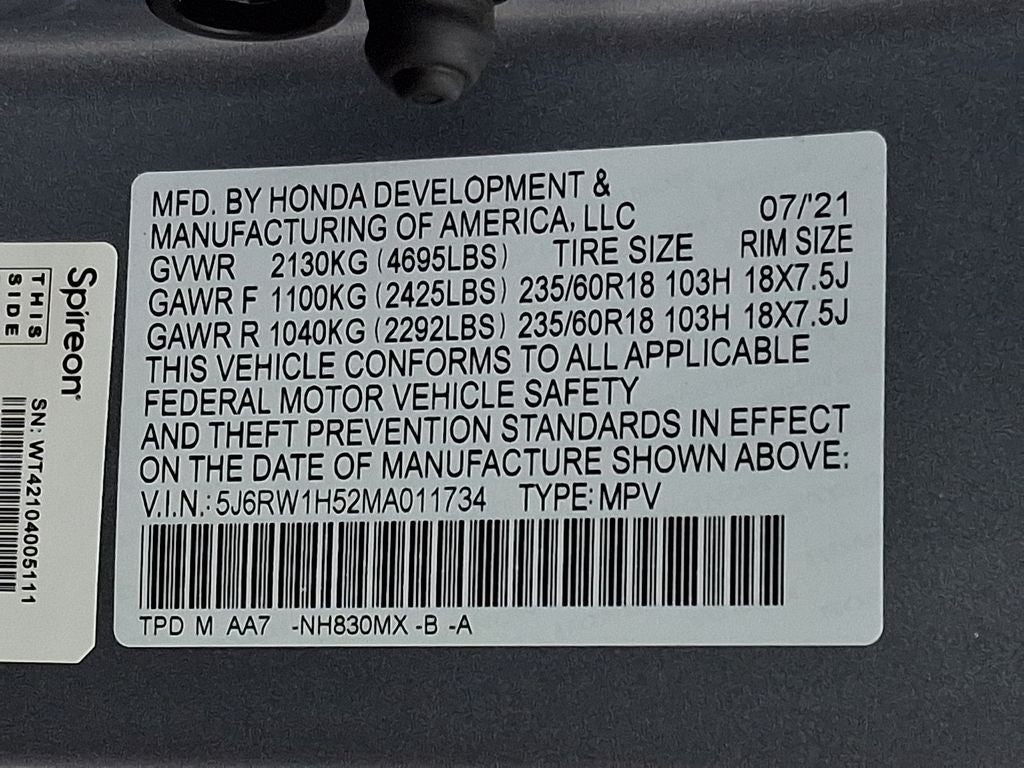 MFD. BY HONDA DEVELOPMENT &
MANUFACTURING OF AMERICA, LLC 07/'21
GVWR 2130KG (4695LBS) TIRE SIZE RIM SIZE
GAWR F 1100KG (2425LBS) 235/60R18 103H 18X7.5J
GAWR R 1040KG (2292LBS) 235/60R18 103H 18X7.5J
THIS VEHICLE CONFORMS TO ALL APPLICABLE
FEDERAL MOTOR VEHICLE SAFETY
AND THEFT PREVENTION STANDARDS IN EFFECT
ON THE DATE OF MANUFACTURE SHOWN ABOVE:
V.I.N.: 5J6RW1H52MA011734 TYPE: MPV
TPD M AA7 -NH830MX -B -A
Spireon
THIS
SIDE
SN: WT42104005111